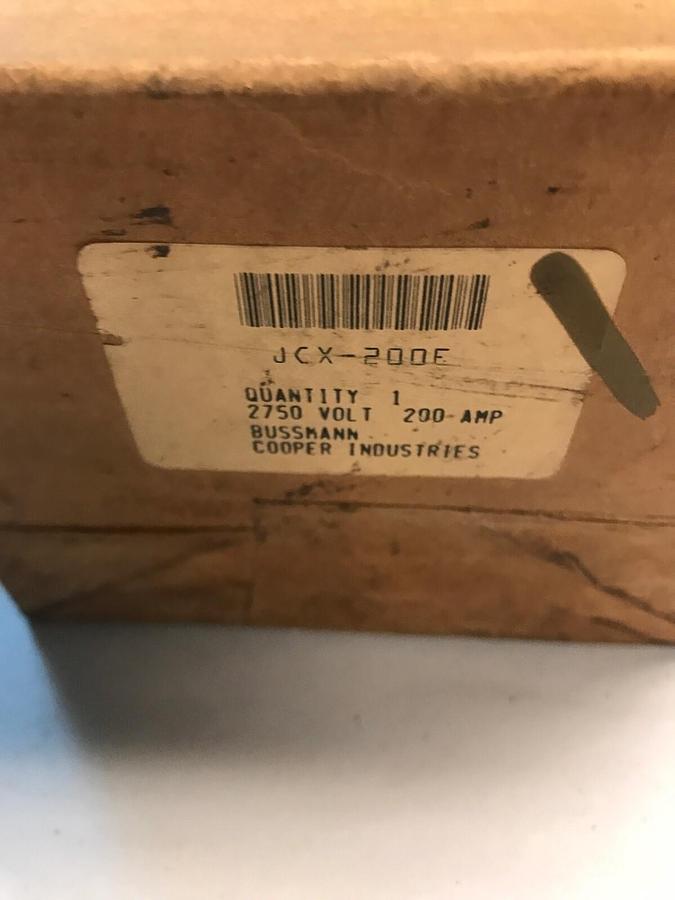 JCX-200E
QUANTITY 1
2750 VOLT 200 AMP
BUSSMANN
COOPER INDUSTRIES